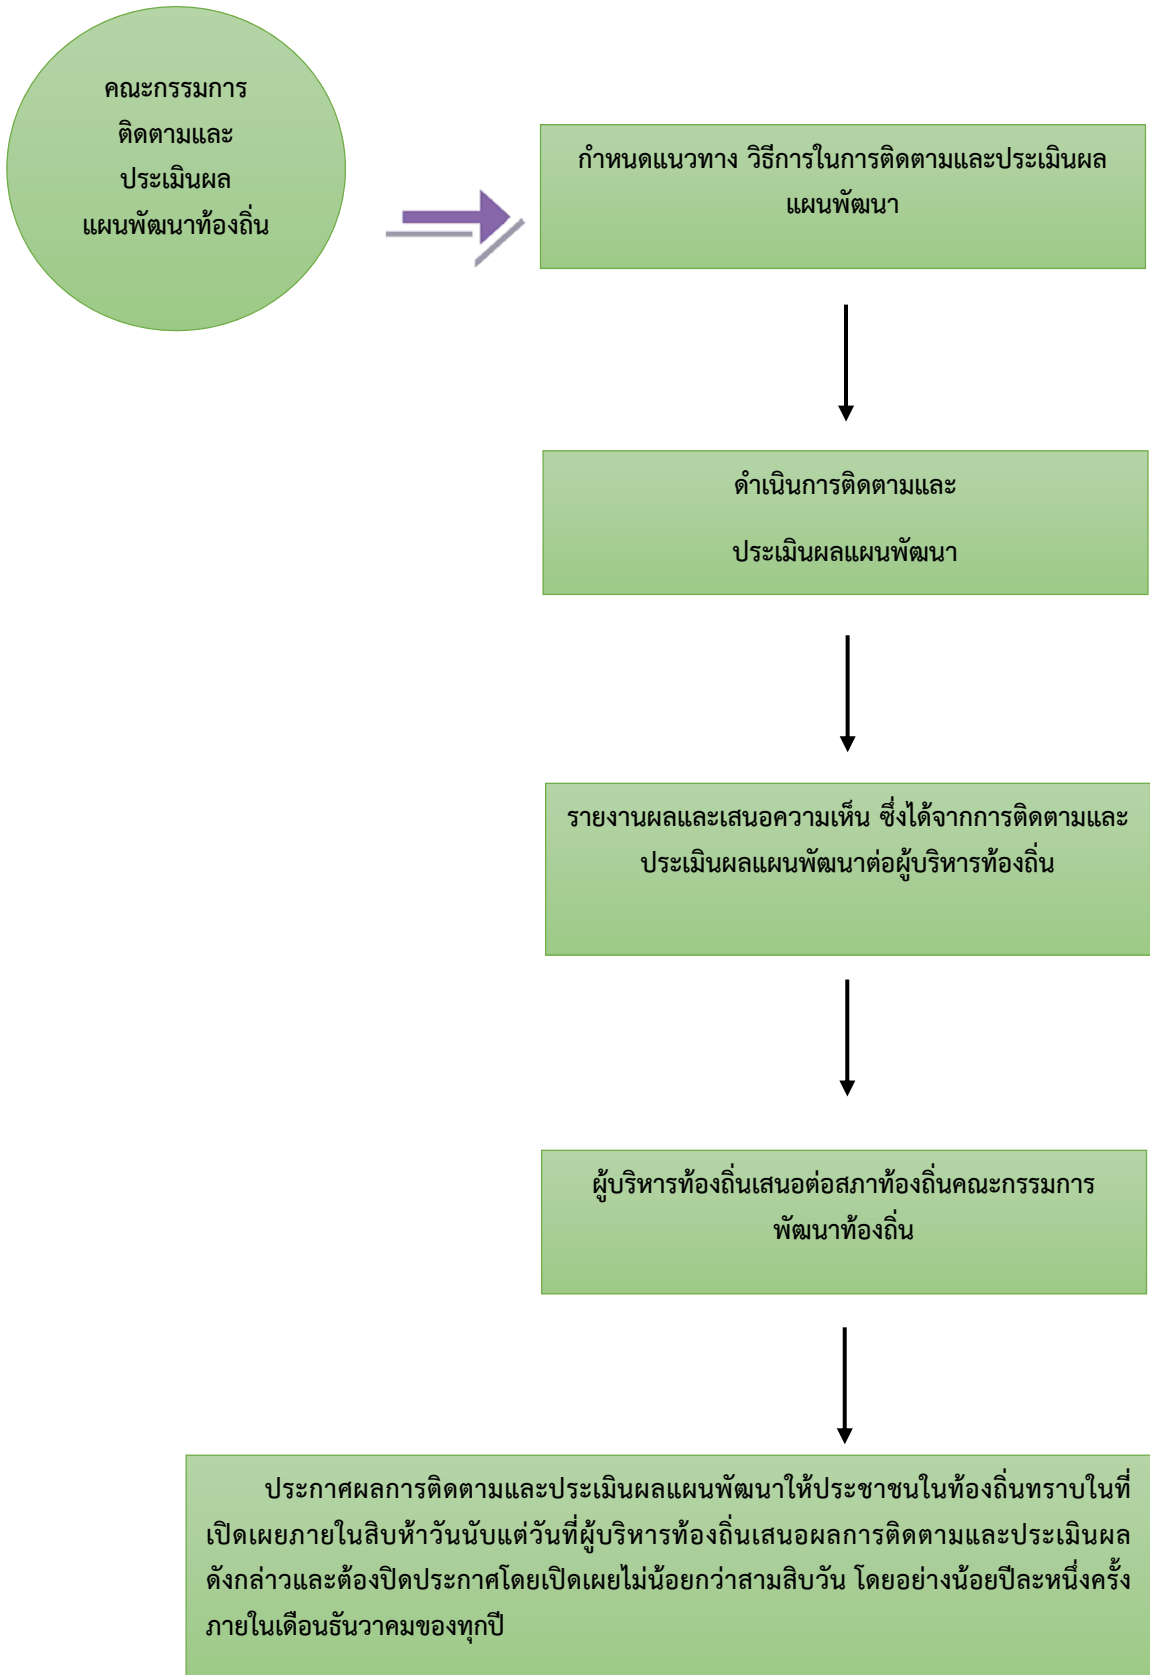 คณะกรรมการ
ติดตามและ
ประเมินผล
แผนพัฒนาท้องถิ่น
กำหนดแนวทาง วิธีการในการติดตามและประเมินผล
แผนพัฒนา
ดำเนินการติดตามและ
ประเมินผลแผนพัฒนา
รายงานผลและเสนอความเห็น ซึ่งได้จากการติดตามและ
ประเมินผลแผนพัฒนาต่อผู้บริหารท้องถิ่น
ผู้บริหารท้องถิ่นเสนอต่อสภาท้องถิ่นคณะกรรมการ
พัฒนาท้องถิ่น
ประกาศผลการติดตามและประเมินผลแผนพัฒนาให้ประชาชนในท้องถิ่นทราบในที่
เปิดเผยภายในสิบห้าวันนับแต่วันที่ผู้บริหารท้องถิ่นเสนอผลการติดตามและประเมินผล
ดังกล่าวและต้องปิดประกาศโดยเปิดเผยไม่น้อยกว่าสามสิบวัน โดยอย่างน้อยปีละหนึ่งครั้ง
ภายในเดือนธันวาคมของทุกปี